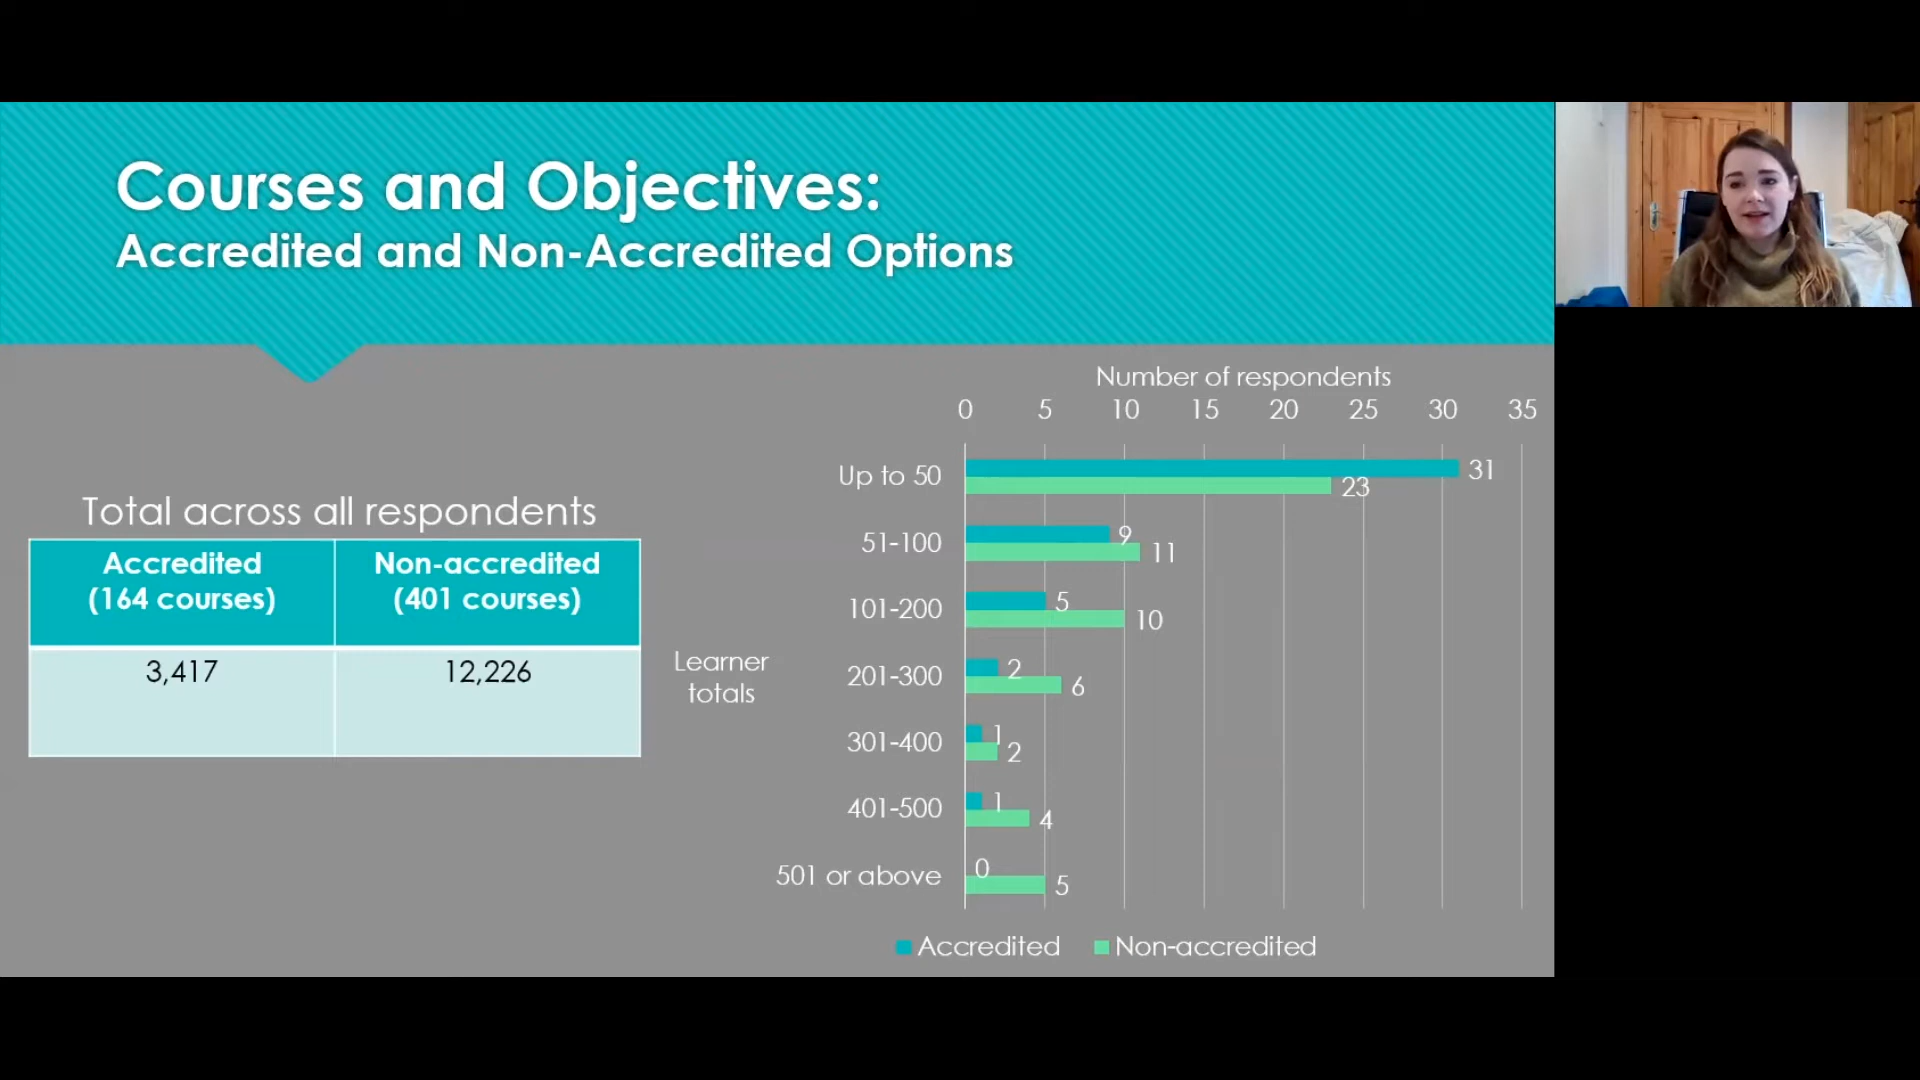 Courses and Objectives:
Accredited and Non-Accredited Options
Total across all respondents
Accredited
(164 courses)
Non-accredited
(401 courses)
3,417
12,226
Number of respondents
0 5 10 15 20 25 30 35
Learner
totals
Up to 50
31
23
51-100
9
11
101-200
5
10
201-300
2
6
301-400
1
2
401-500
1
4
501 or above
0
5
Accredited Non-accredited